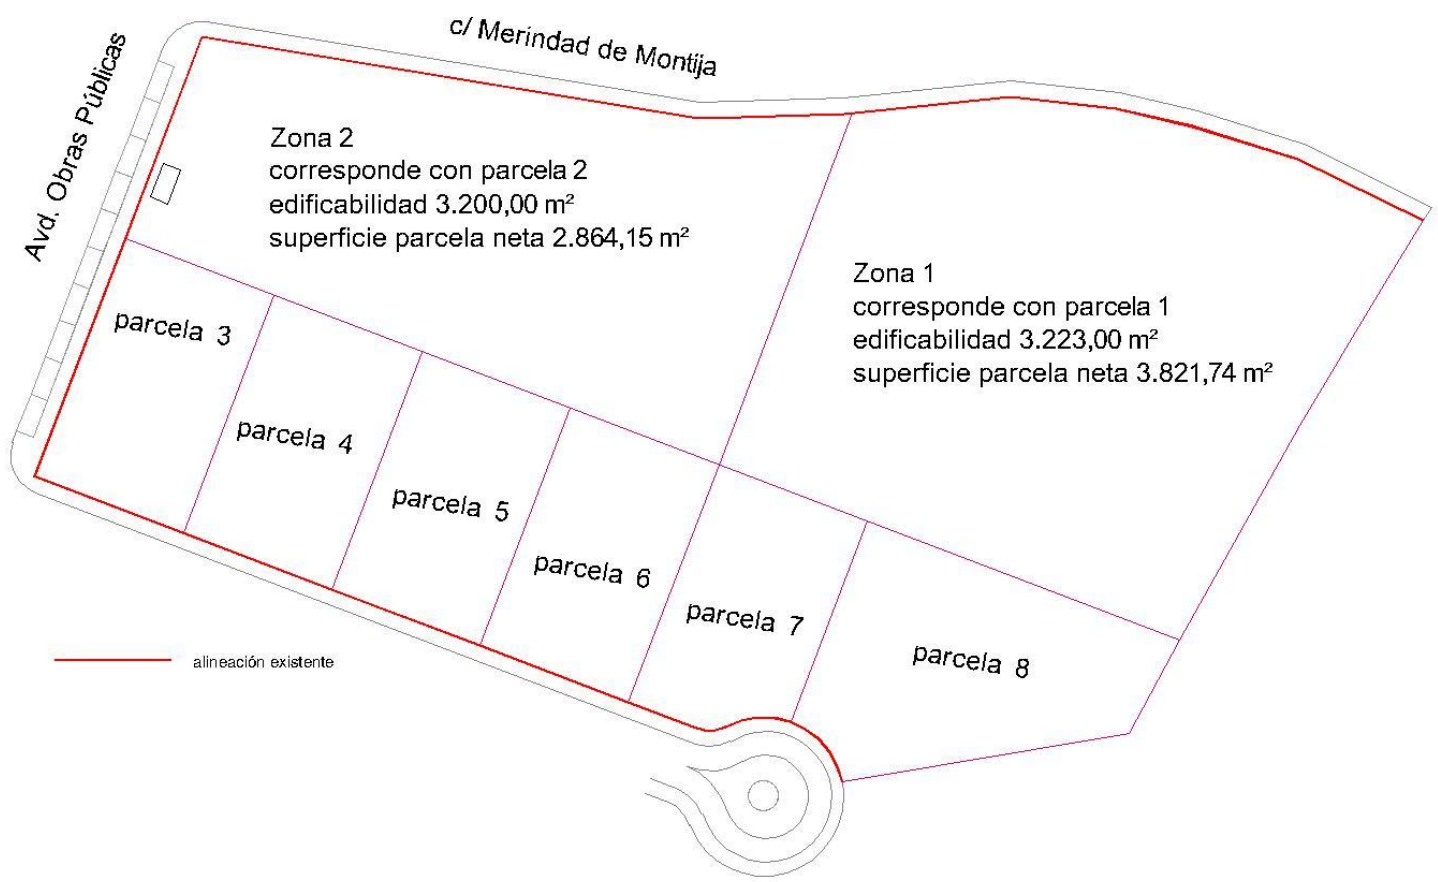 c/ Merindad de Montija
Avd. Obras Públicas
Zona 2
corresponde con parcela 2
edificabilidad 3.200,00 m²
superficie parcela neta 2.864,15 m²
Zona 1
corresponde con parcela 1
edificabilidad 3.223,00 m²
superficie parcela neta 3.821,74 m²
parcela 3
parcela 4
parcela 5
parcela 6
parcela 7
parcela 8
alineación existente